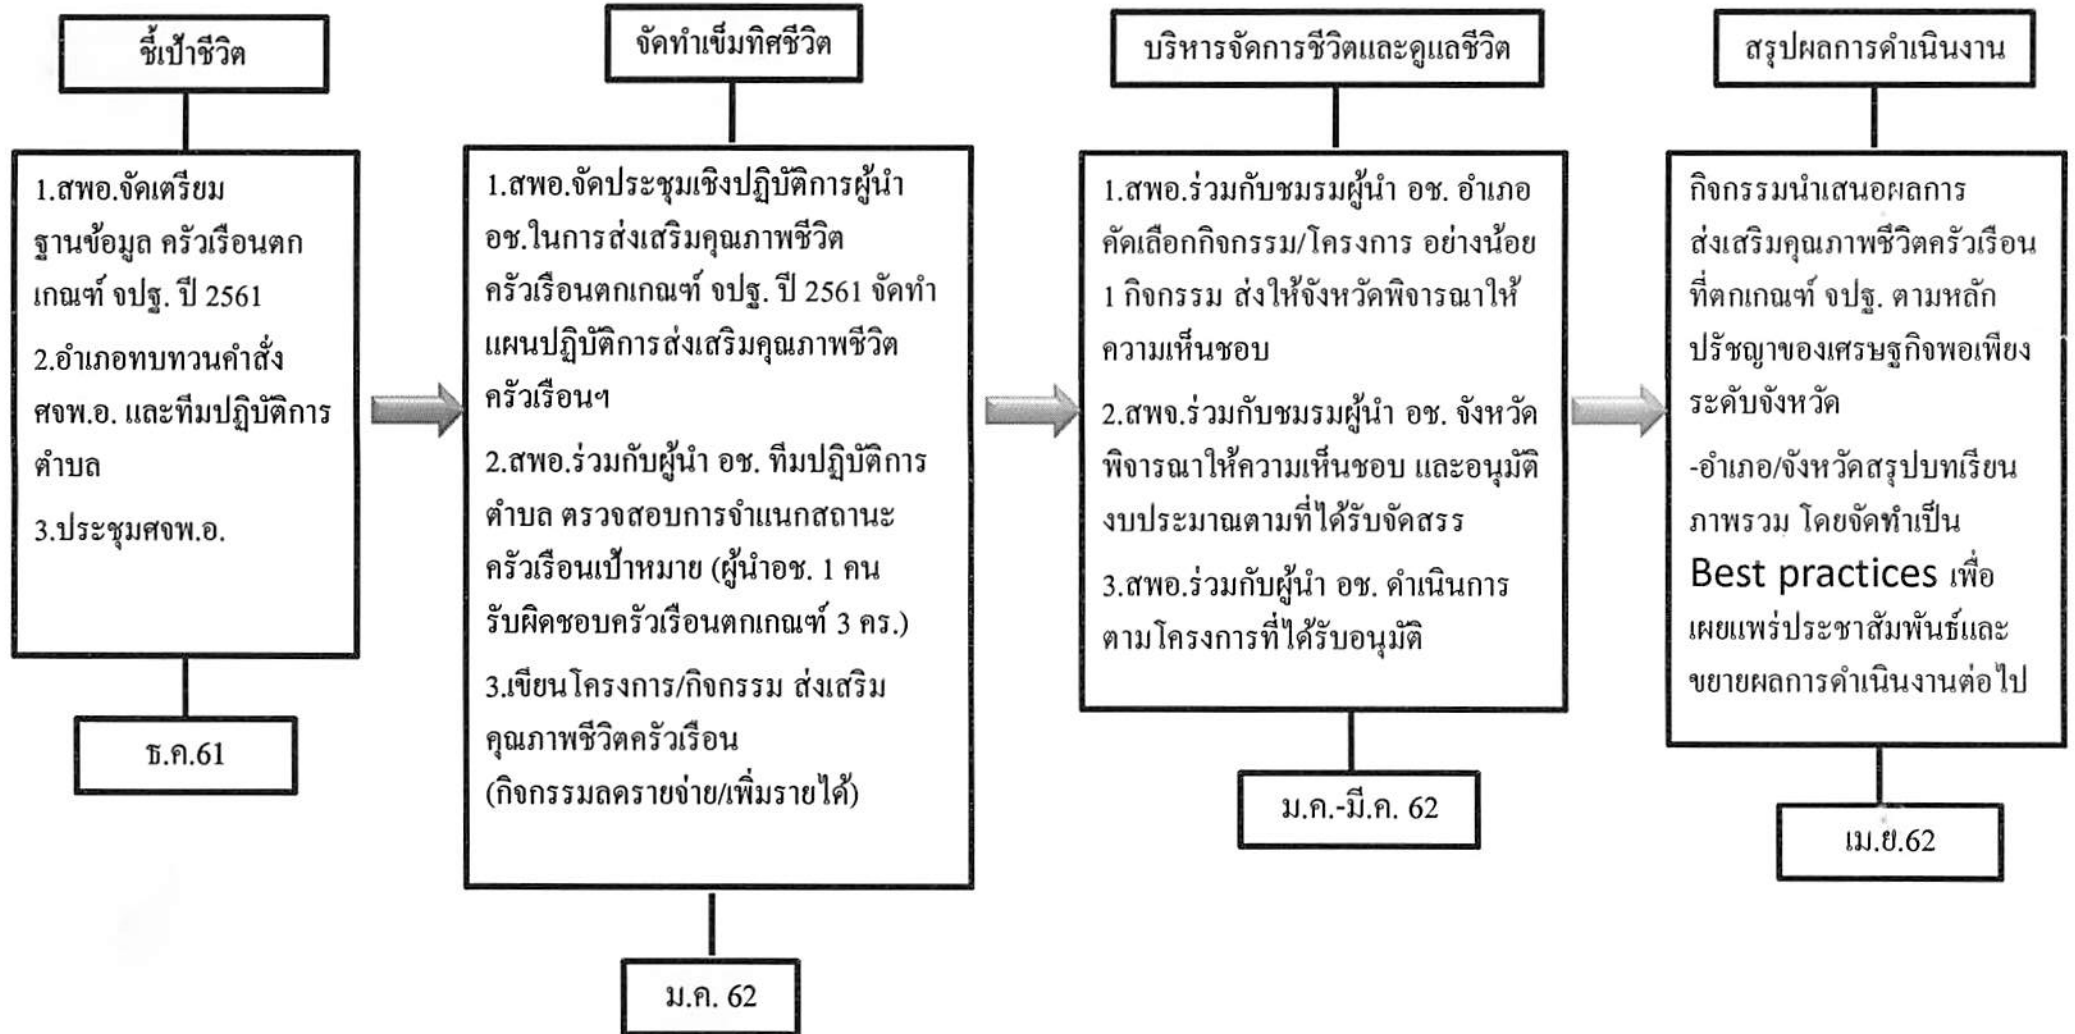 ชี้เป้าชีวิต
1.สพอ.จัดเตรียม
ฐานข้อมูล ครัวเรือนตก
เกณฑ์ จปฐ. ปี 2561
2.อำเภอทบทวนคำสั่ง
ศจพ.อ. และทีมปฏิบัติการ
ตำบล
3.ประชุมศจพ.อ.
ธ.ค.61
จัดทำเข็มทิศชีวิต
1.สพอ.จัดประชุมเชิงปฏิบัติการผู้นำ
อช.ในการส่งเสริมคุณภาพชีวิต
ครัวเรือนตกเกณฑ์ จปฐ. ปี 2561 จัดทำ
แผนปฏิบัติการส่งเสริมคุณภาพชีวิต
ครัวเรือนฯ
2.สพอ.ร่วมกับผู้นำ อช. ทีมปฏิบัติการ
ตำบล ตรวจสอบการจำแนกสถานะ
ครัวเรือนเป้าหมาย (ผู้นำอช. 1 คน
รับผิดชอบครัวเรือนตกเกณฑ์ 3 คร.)
3.เขียนโครงการ/กิจกรรม ส่งเสริม
คุณภาพชีวิตครัวเรือน
(กิจกรรมลดรายจ่าย/เพิ่มรายได้)
ม.ค. 62
บริหารจัดการชีวิตและดูแลชีวิต
1.สพอ.ร่วมกับชมรมผู้นำ อช. อำเภอ
คัดเลือกกิจกรรม/โครงการ อย่างน้อย
1 กิจกรรม ส่งให้จังหวัดพิจารณาให้
ความเห็นชอบ
2.สพจ.ร่วมกับชมรมผู้นำ อช. จังหวัด
พิจารณาให้ความเห็นชอบ และอนุมัติ
งบประมาณตามที่ได้รับจัดสรร
3.สพอ.ร่วมกับผู้นำ อช. ดำเนินการ
ตามโครงการที่ได้รับอนุมัติ
ม.ค.-มี.ค. 62
สรุปผลการดำเนินงาน
กิจกรรมนำเสนอผลการ
ส่งเสริมคุณภาพชีวิตครัวเรือน
ที่ตกเกณฑ์ จปฐ. ตามหลัก
ปรัชญาของเศรษฐกิจพอเพียง
ระดับจังหวัด
-อำเภอ/จังหวัดสรุปบทเรียน
ภาพรวม โดยจัดทำเป็น
Best practices เพื่อ
เผยแพร่ประชาสัมพันธ์และ
ขยายผลการดำเนินงานต่อไป
เม.ย.62